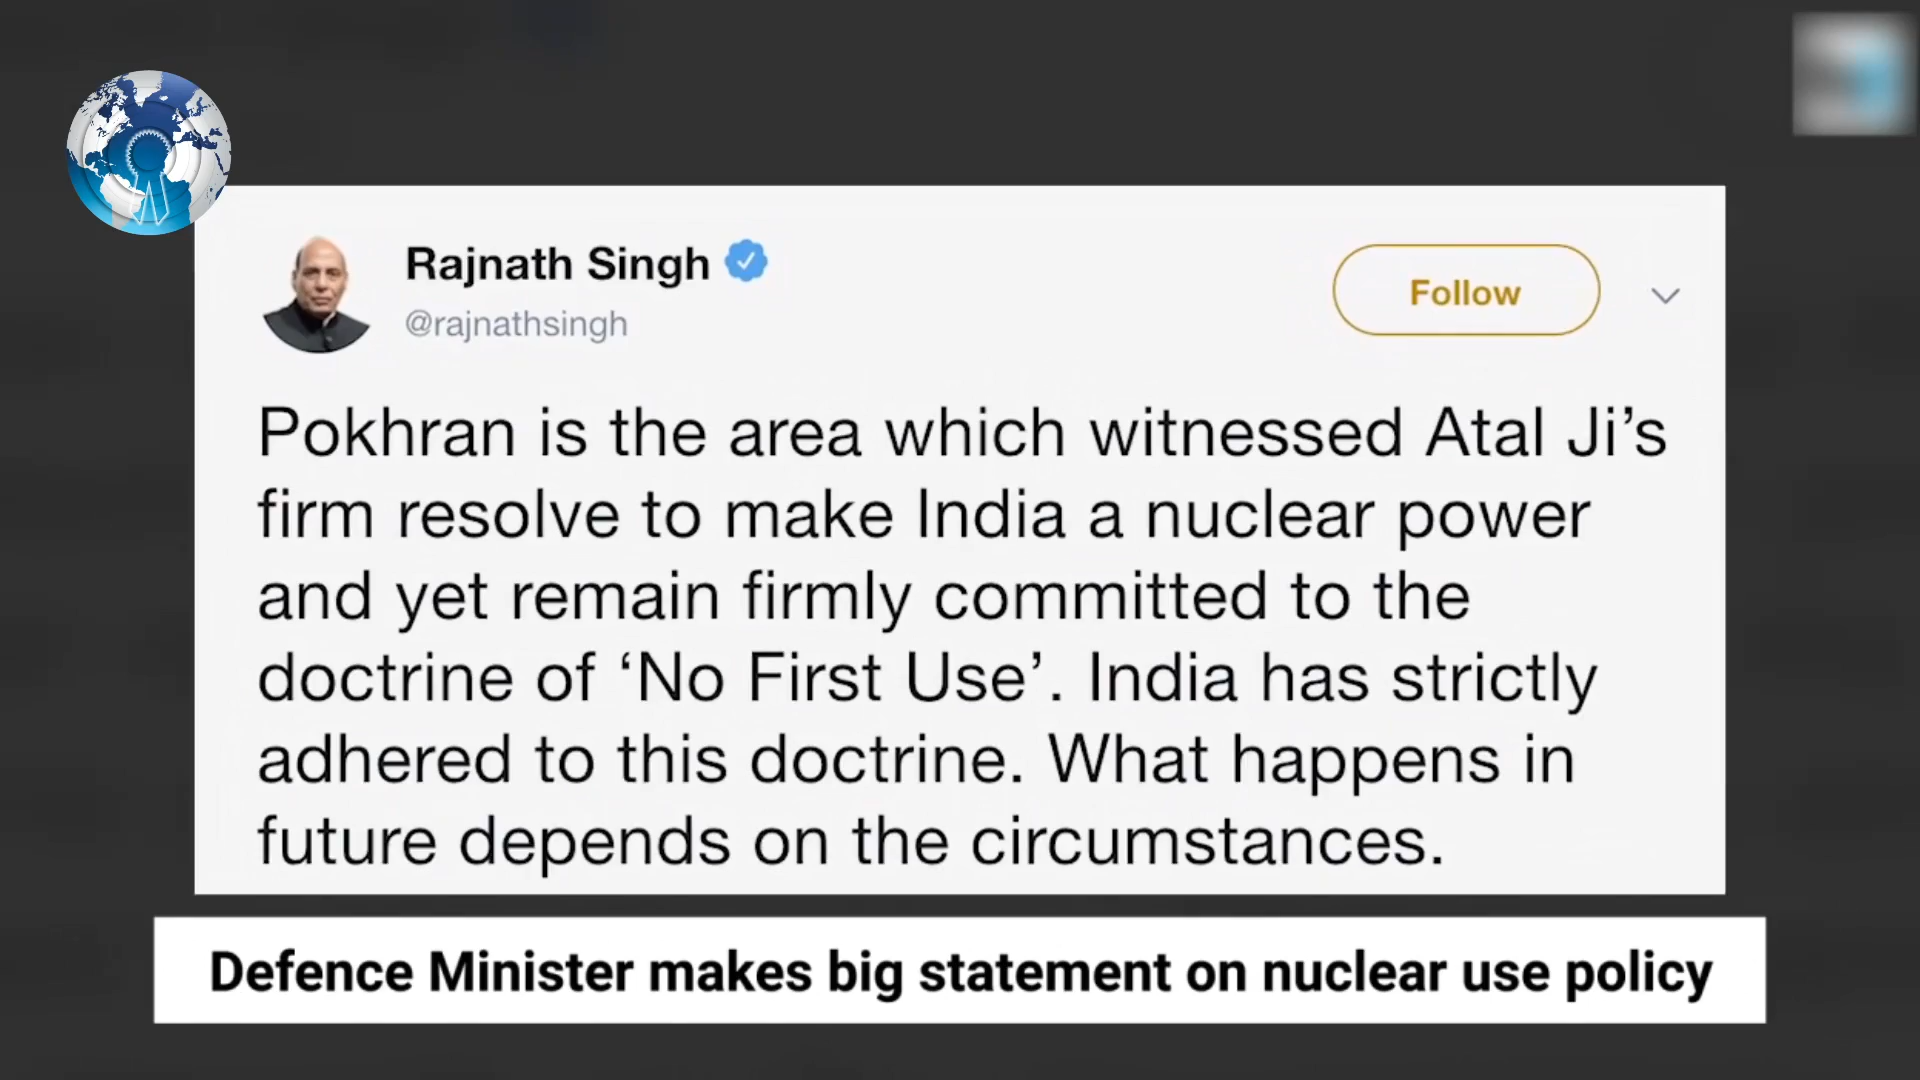 Rajnath Singh
@rajnathsingh
Follow
Pokhran is the area which witnessed Atal Ji’s
firm resolve to make India a nuclear power
and yet remain firmly committed to the
doctrine of ‘No First Use’. India has strictly
adhered to this doctrine. What happens in
future depends on the circumstances.
Defence Minister makes big statement on nuclear use policy